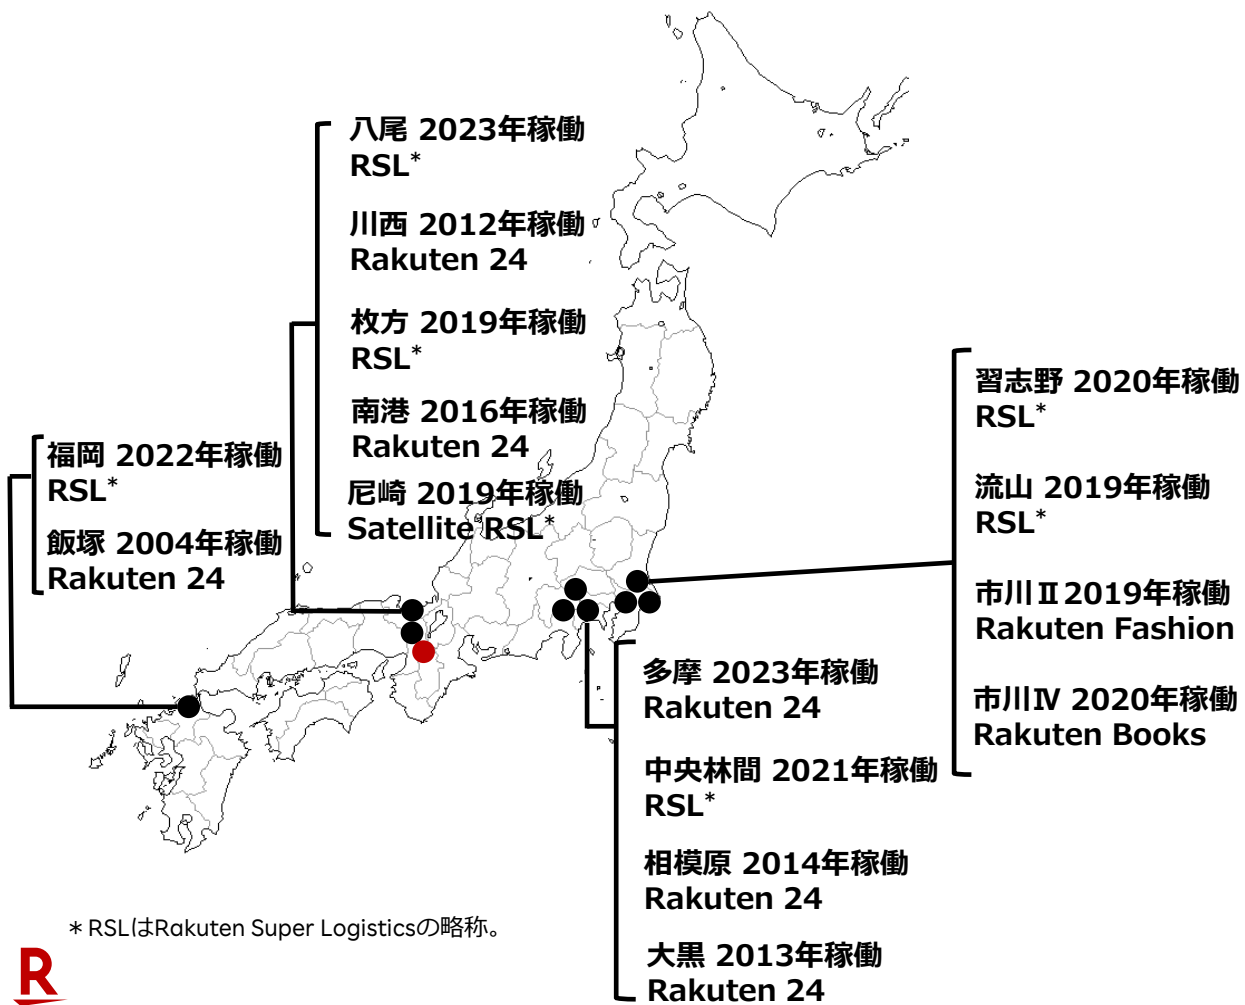 八尾 2023年稼働
RSL*
川西 2012年稼働
Rakuten 24
枚方 2019年稼働
RSL*
南港 2016年稼働
Rakuten 24
尼崎 2019年稼働
Satellite RSL*
福岡 2022年稼働
RSL*
飯塚 2004年稼働
Rakuten 24
習志野 2020年稼働
RSL*
流山 2019年稼働
RSL*
市川Ⅱ2019年稼働
Rakuten Fashion
市川Ⅳ 2020年稼働
Rakuten Books
多摩 2023年稼働
Rakuten 24
中央林間 2021年稼働
RSL*
相模原 2014年稼働
Rakuten 24
大黒 2013年稼働
Rakuten 24
* RSLはRakuten Super Logisticsの略称。
R